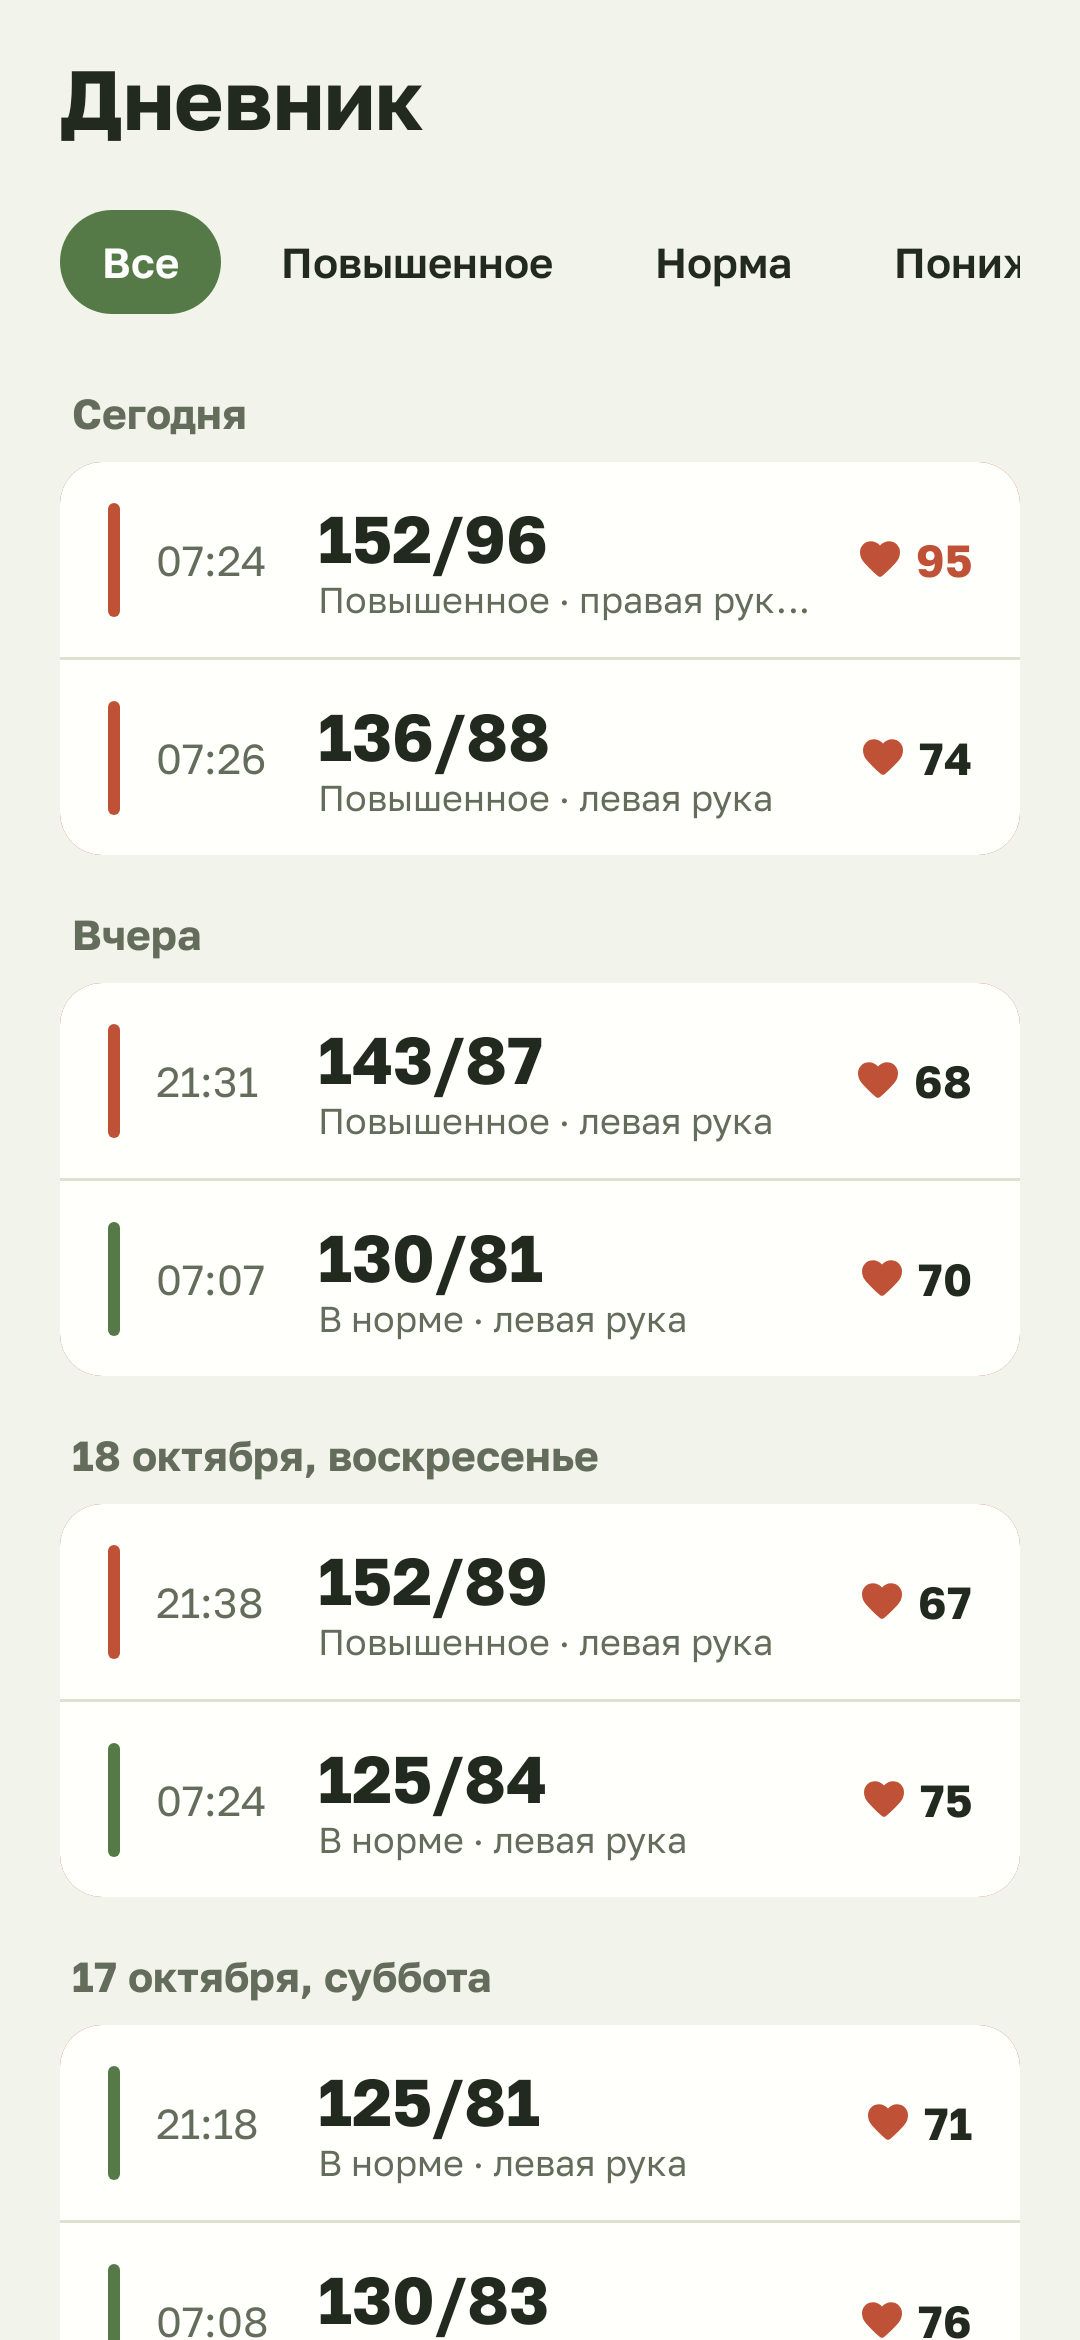 Дневник
Все Повышенное Норма Пониж
Сегодня
07:24 152/96 95
Повышенное · правая рук...
07:26 136/88 74
Повышенное · левая рука
Вчера
21:31 143/87 68
Повышенное · левая рука
07:07 130/81 70
В норме · левая рука
18 октября, воскресенье
21:38 152/89 67
Повышенное · левая рука
07:24 125/84 75
В норме · левая рука
17 октября, суббота
21:18 125/81 71
В норме · левая рука
07:08 130/83 76